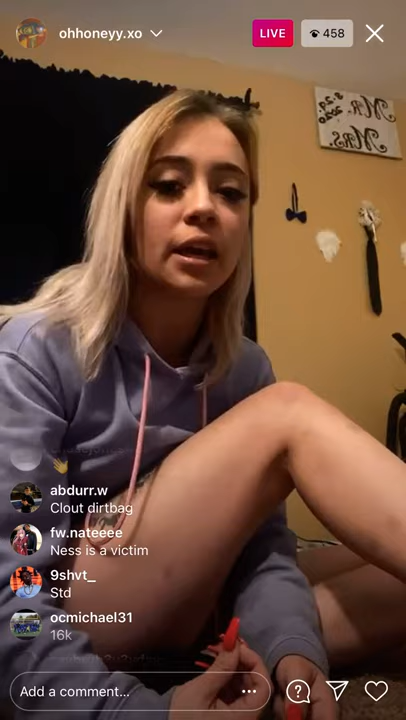 ohhoneyy.xo
LIVE
458
abdurr.w
Clout dirtbag
fw.nateeee
Ness is a victim
9shvt_
Std
ocmichael31
16k
Add a comment...